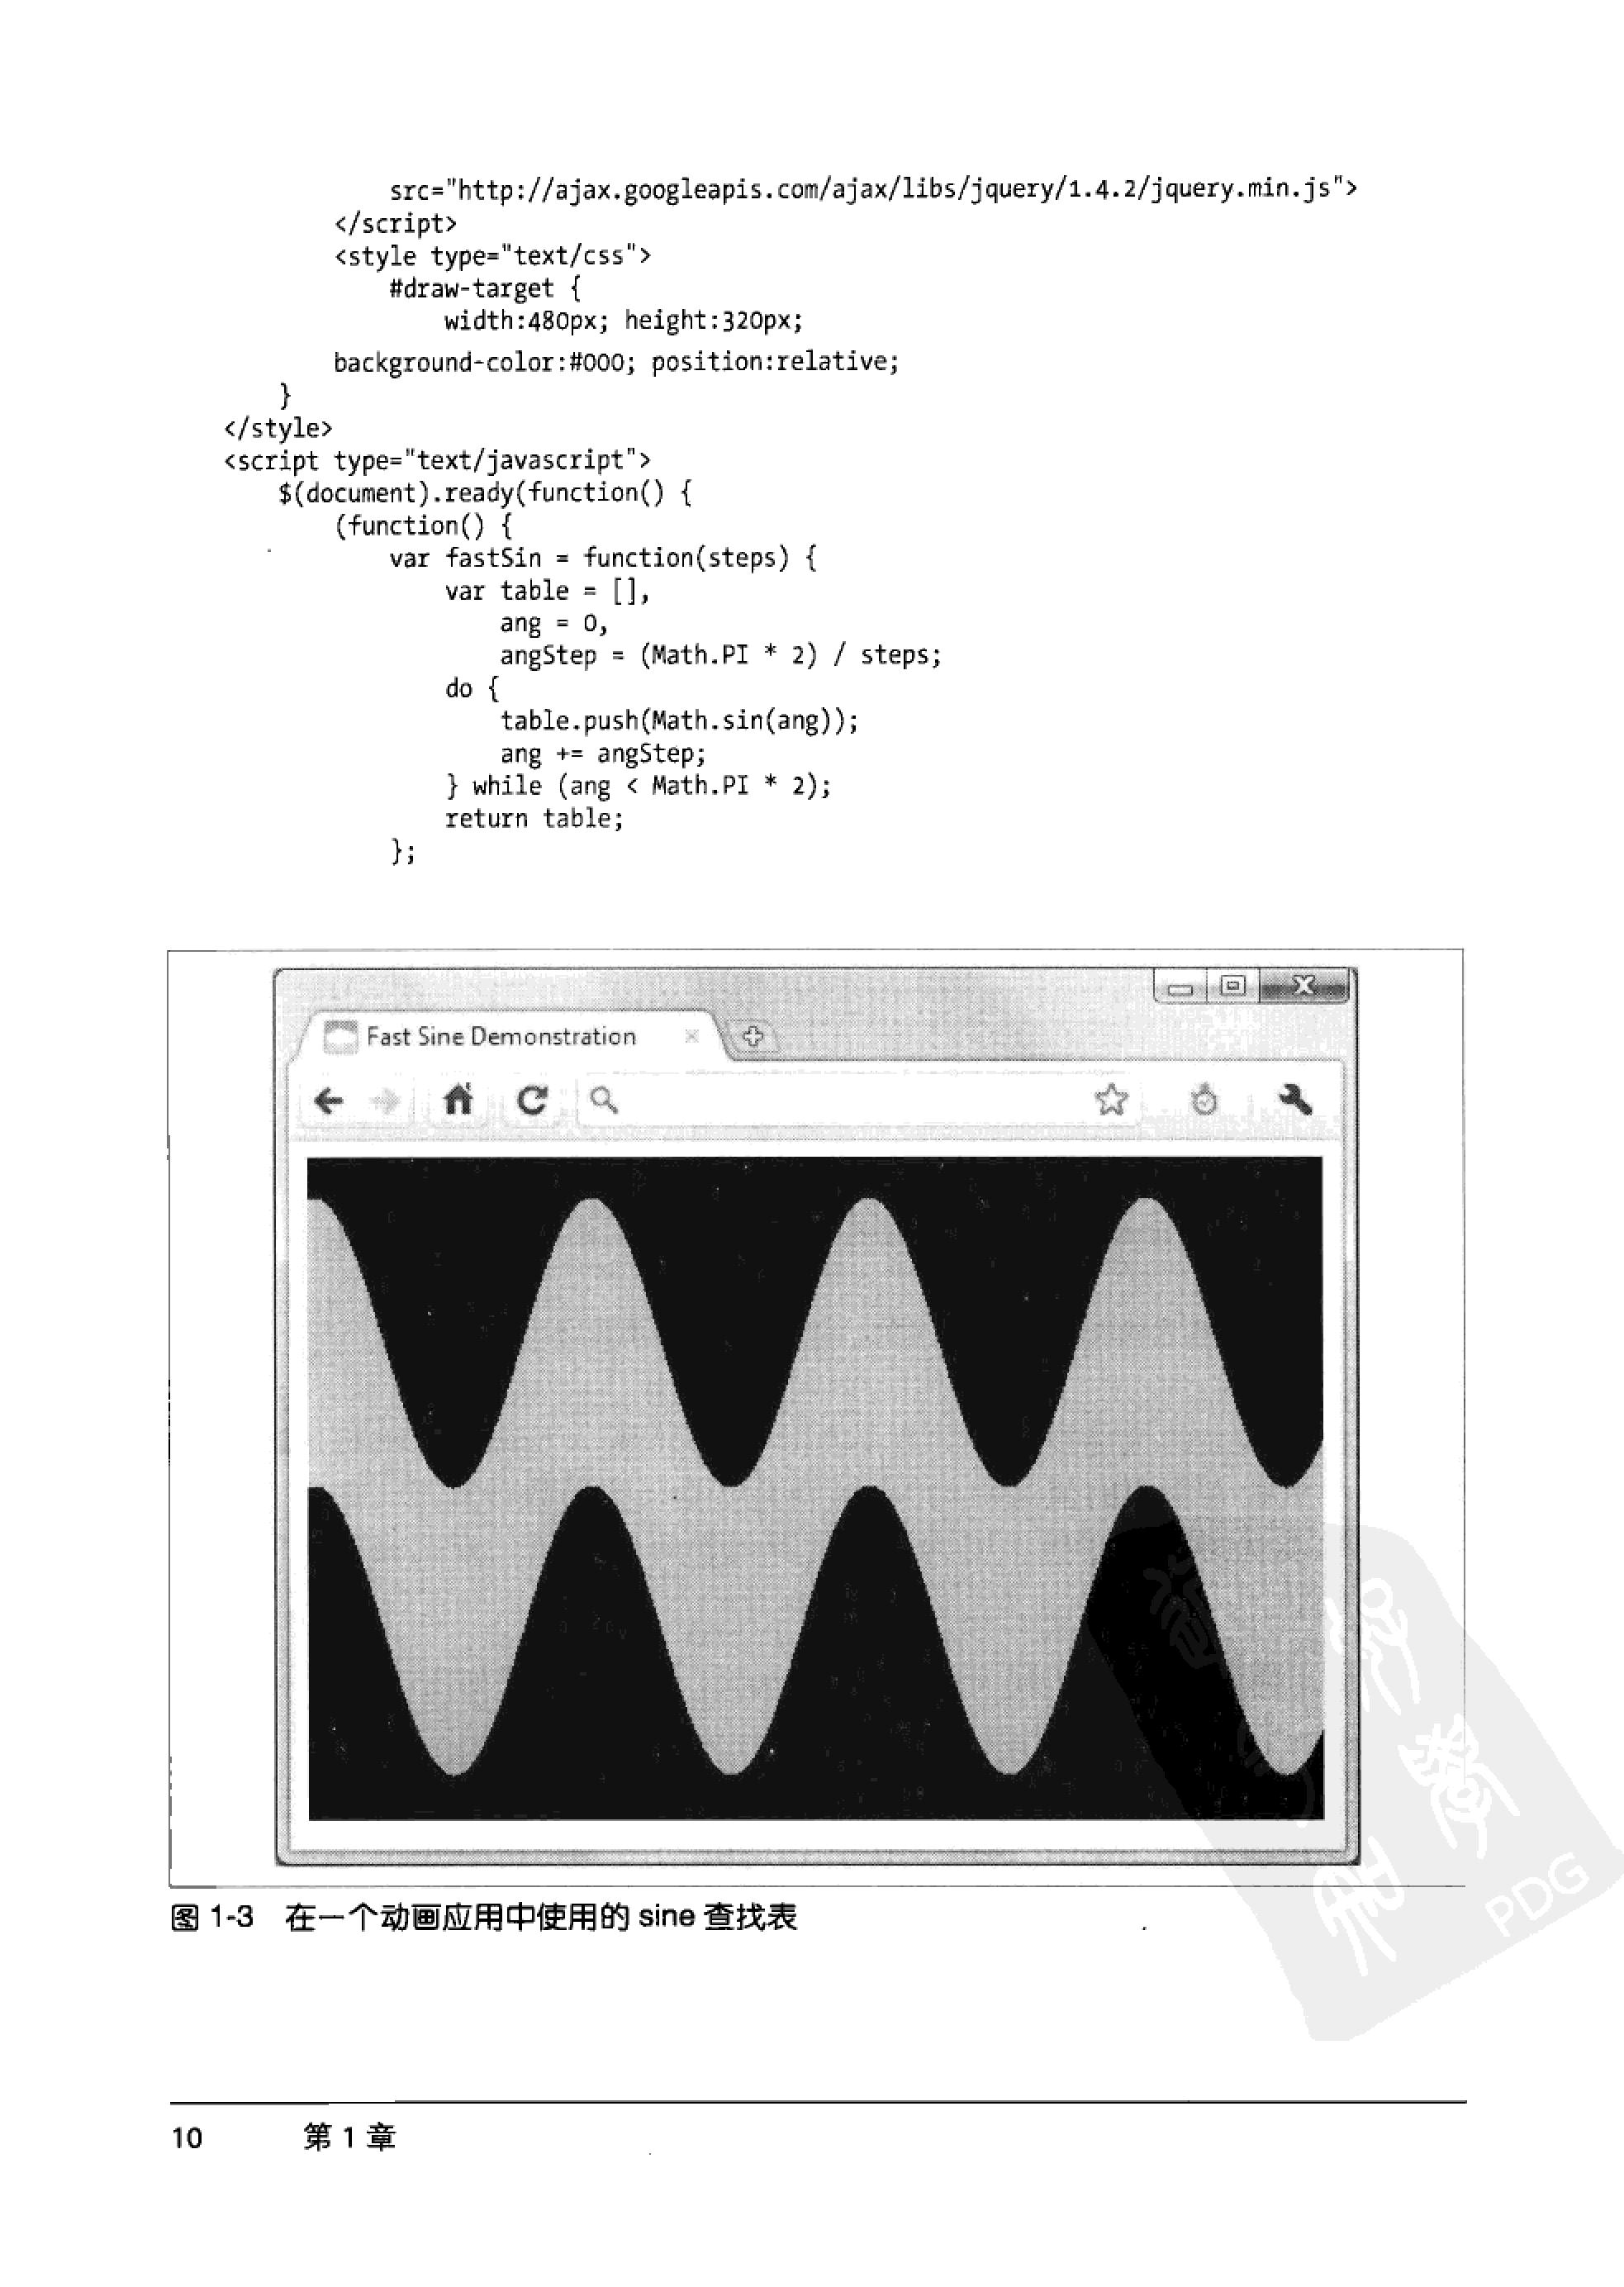 src="http://ajax.googleapis.com/ajax/libs/jquery/1.4.2/jquery.min.js">
</script>
<style type="text/css">
#draw-target {
width:480px; height:320px;
background-color:#000; position:relative;
}
</style>
<script type="text/javascript">
$(document).ready(function() {
(function() {
var fastSin = function(steps) {
var table = [],
ang = 0,
angStep = (Math.PI * 2) / steps;
do {
table.push(Math.sin(ang));
ang += angStep;
} while (ang < Math.PI * 2);
return table;
};
Fast Sine Demonstration
图 1-3 在一个动画应用中使用的 sine 查找表
PDG
10 第 1 章